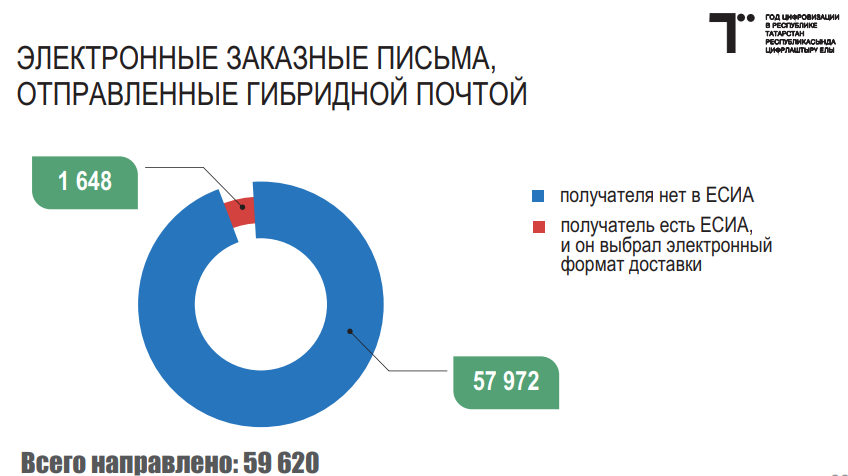 ГОД ЦИФРОВИЗАЦИИ
В РЕСПУБЛИКЕ
ТАТАРСТАН
РЕСПУБЛИКАСЫНДА
ЦИФРЛАШТЫРУ ЕЛЫ
ЭЛЕКТРОННЫЕ ЗАКАЗНЫЕ ПИСЬМА,
ОТПРАВЛЕННЫЕ ГИБРИДНОЙ ПОЧТОЙ
1 648
получателя нет в ЕСИА
получатель есть ЕСИА,
и он выбрал электронный
формат доставки
57 972
Всего направлено: 59 620